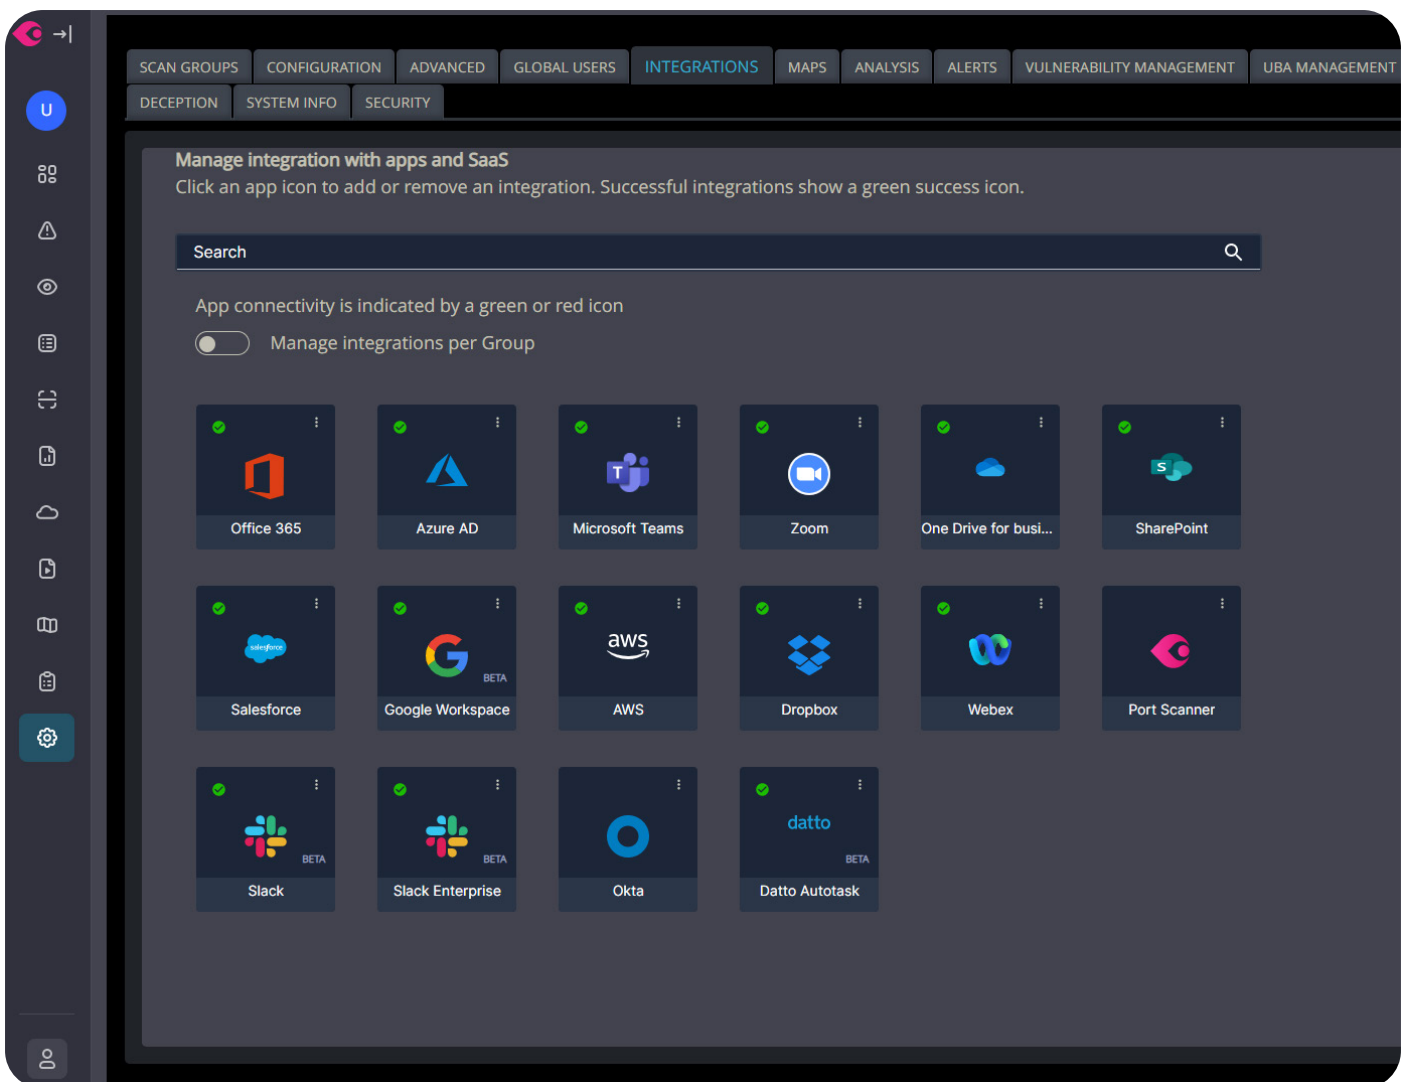 U
SCAN GROUPS CONFIGURATION ADVANCED GLOBAL USERS INTEGRATIONS MAPS ANALYSIS ALERTS VULNERABILITY MANAGEMENT UBA MANAGEMENT
DECEPTION SYSTEM INFO SECURITY
Manage integration with apps and SaaS
Click an app icon to add or remove an integration. Successful integrations show a green success icon.
Search
App connectivity is indicated by a green or red icon
Manage integrations per Group
T S
Office 365 Azure AD Microsoft Teams Zoom One Drive for busi... SharePoint
salesforce aws
BETA
Salesforce Google Workspace AWS Dropbox Webex Port Scanner
datto
BETA BETA BETA
Slack Slack Enterprise Okta Datto Autotask